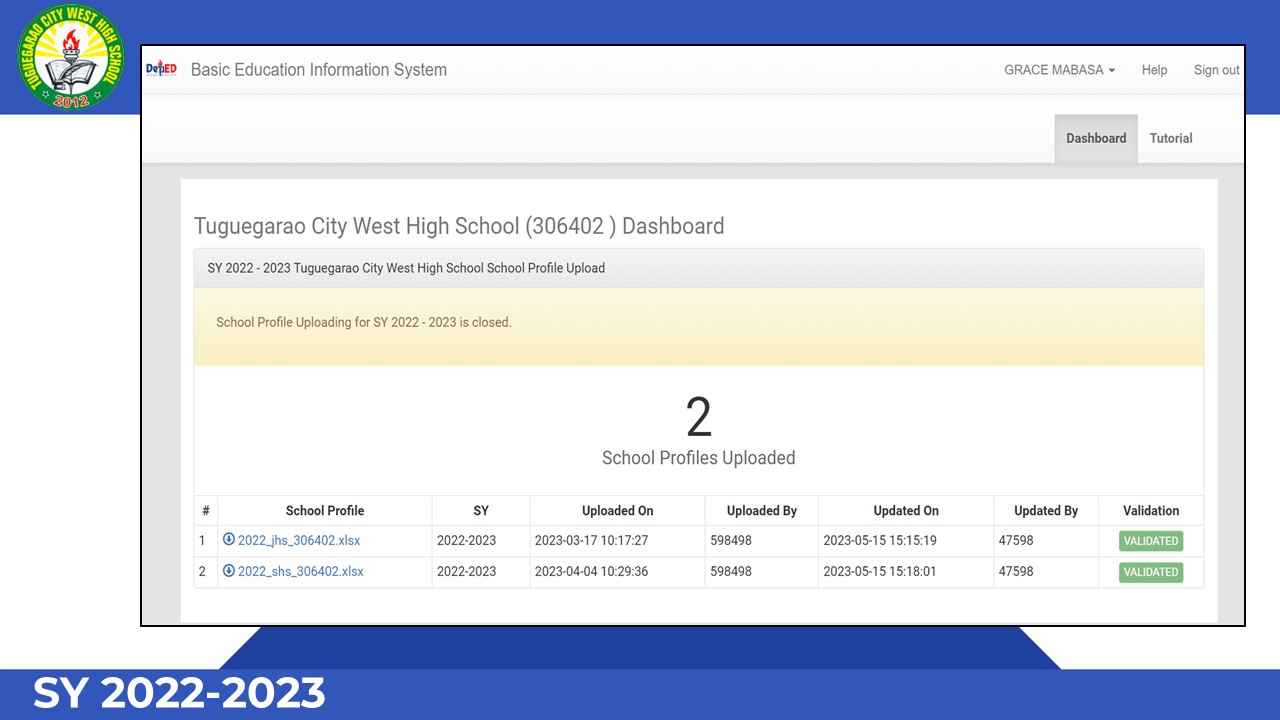 TUGUEGARAO CITY WEST HIGH SCHOOL
2012
DepED
Basic Education Information System
GRACE MABASA
Help
Sign out
Dashboard
Tutorial
Tuguegarao City West High School (306402 ) Dashboard
SY 2022 - 2023 Tuguegarao City West High School School Profile Upload
School Profile Uploading for SY 2022 - 2023 is closed.
2
School Profiles Uploaded
# School Profile SY Uploaded On Uploaded By Updated On Updated By Validation
1 2022_jhs_306402.xlsx 2022-2023 2023-03-17 10:17:27 598498 2023-05-15 15:15:19 47598 VALIDATED
2 2022_shs_306402.xlsx 2022-2023 2023-04-04 10:29:36 598498 2023-05-15 15:18:01 47598 VALIDATED
SY 2022-2023